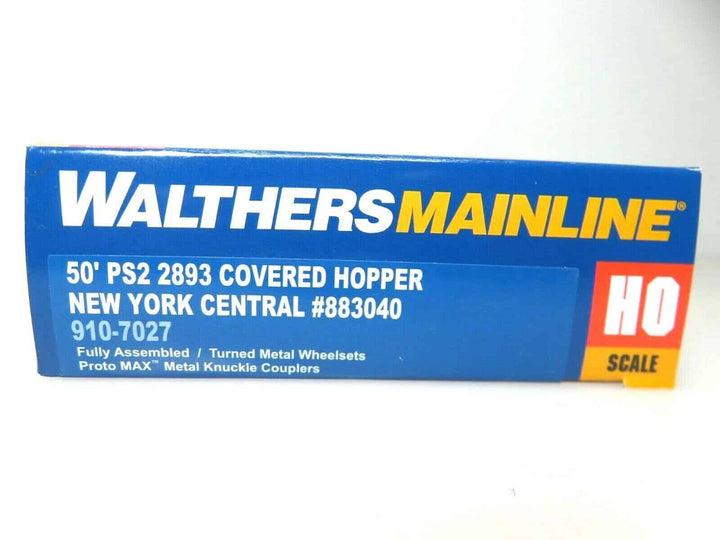 WALTHERSMAINLINE®
50' PS2 2893 COVERED HOPPER
NEW YORK CENTRAL #883040
910-7027
Fully Assembled / Turned Metal Wheelsets
Proto MAX™ Metal Knuckle Couplers
HO
SCALE